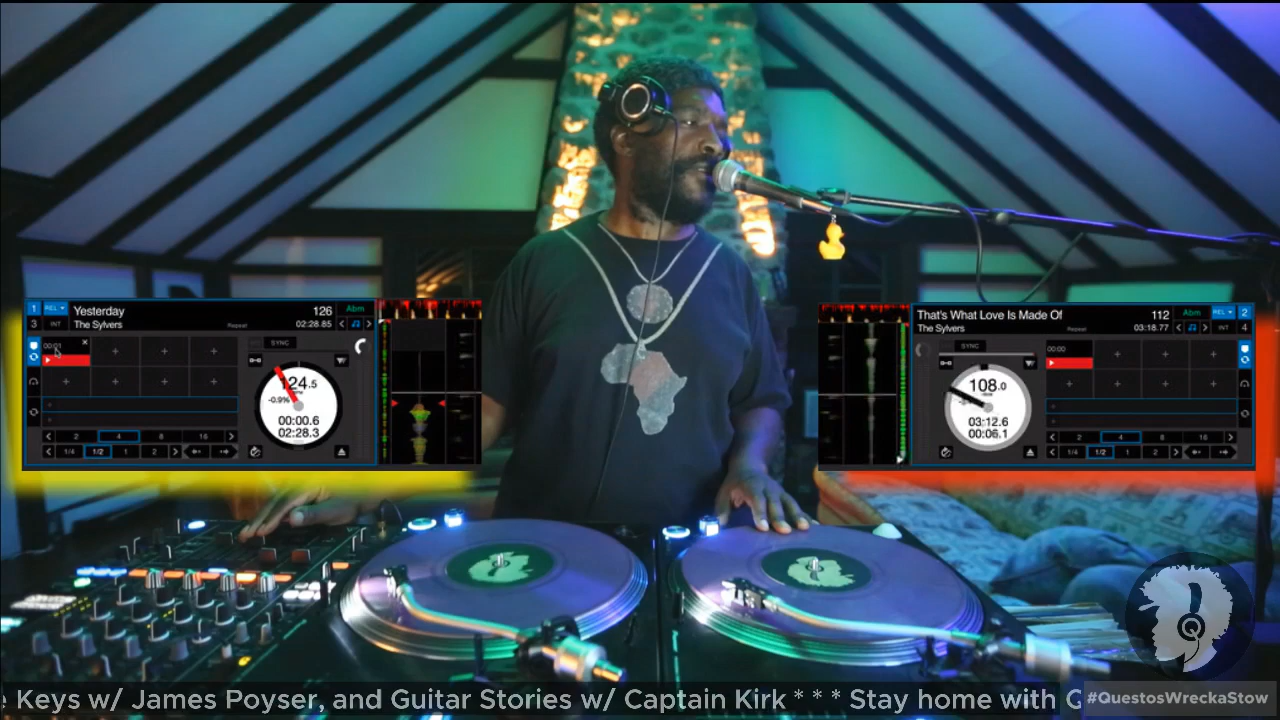 1 REL Yesterday 126 Abm
3 INT The Sylvers Repeat 02:28.85
00:01
SYNC
124.5
-0.9%
00:00.6
02:28.3
2 4 8 16
1/4 1/2 1 2
That's What Love Is Made Of 112 Abm REL 2
The Sylvers Repeat 03:18.77 INT 4
SYNC
00:00
108.0
03:12.6
00:06.1
2 4 8 16
1/4 1/2 1 2
Q
e Keys w/ James Poyser, and Guitar Stories w/ Captain Kirk * * * Stay home with
#QuestosWreckaStow